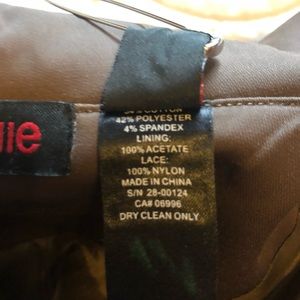 42% POLYESTER
4% SPANDEX
LINING:
100% ACETATE
LACE:
100% NYLON
MADE IN CHINA
S/N 28-00124
CA# 06996
DRY CLEAN ONLY